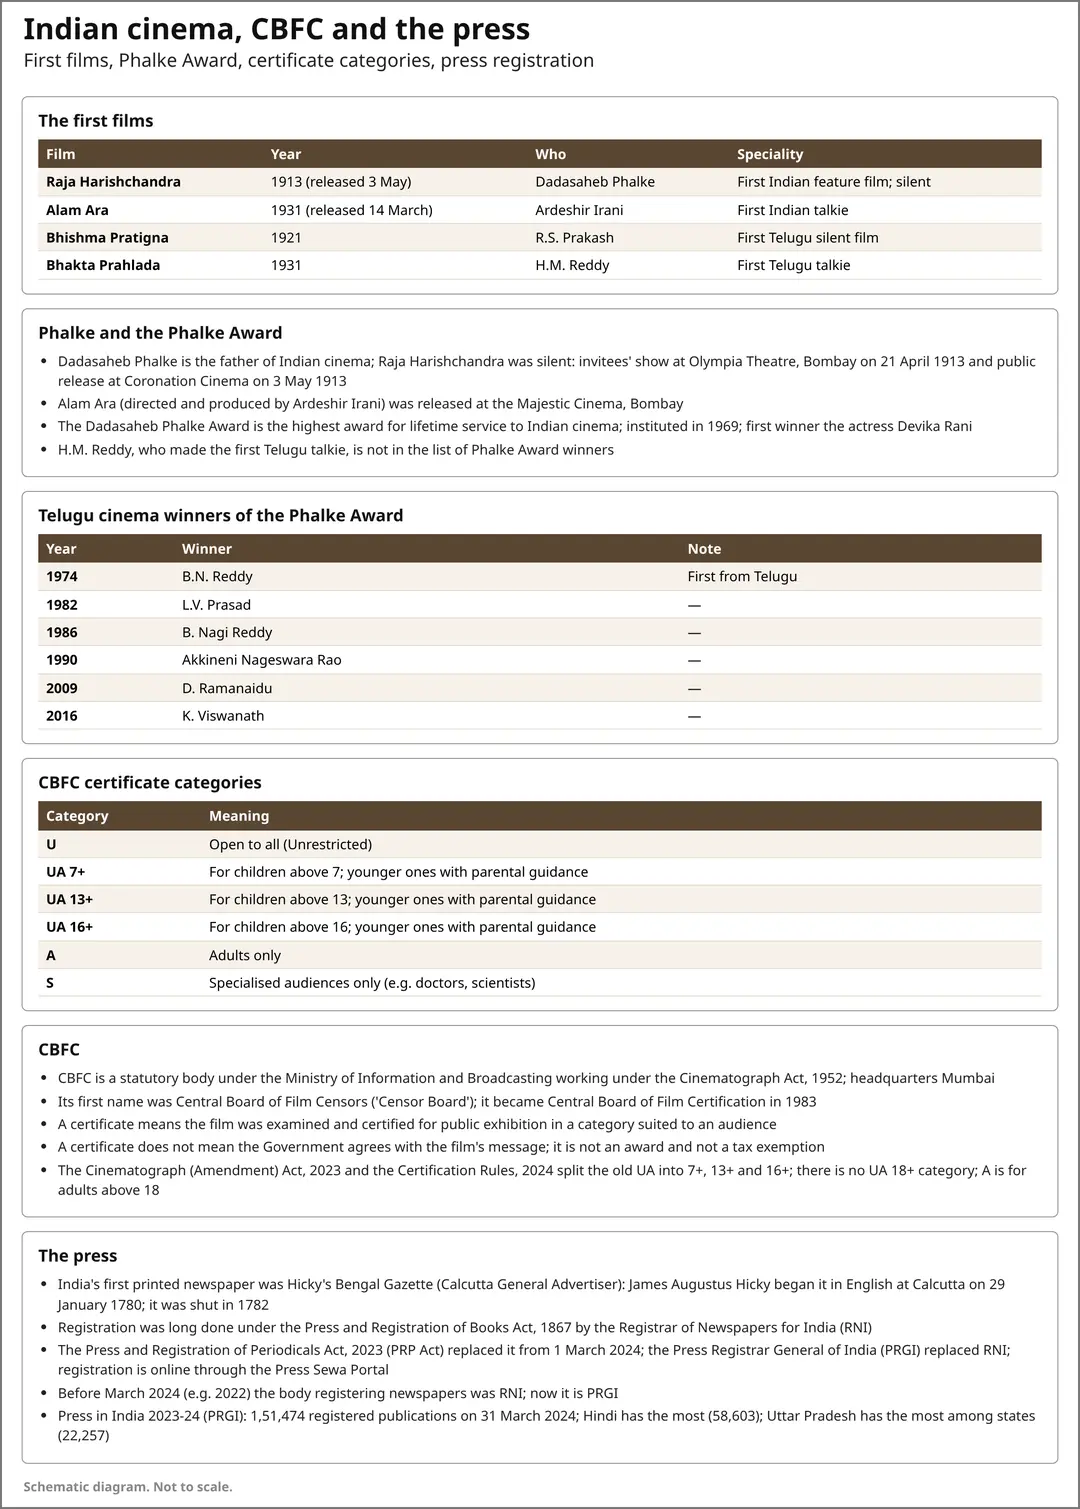 Indian cinema, CBFC and the press
First films, Phalke Award, certificate categories, press registration
The first films
Film Year Who Speciality
Raja Harishchandra 1913 (released 3 May) Dadasaheb Phalke First Indian feature film; silent
Alam Ara 1931 (released 14 March) Ardeshir Irani First Indian talkie
Bhishma Pratigna 1921 R.S. Prakash First Telugu silent film
Bhakta Prahlada 1931 H.M. Reddy First Telugu talkie
Phalke and the Phalke Award
• Dadasaheb Phalke is the father of Indian cinema; Raja Harishchandra was silent: invitees' show at Olympia Theatre, Bombay on 21 April 1913 and public
release at Coronation Cinema on 3 May 1913
• Alam Ara (directed and produced by Ardeshir Irani) was released at the Majestic Cinema, Bombay
• The Dadasaheb Phalke Award is the highest award for lifetime service to Indian cinema; instituted in 1969; first winner the actress Devika Rani
• H.M. Reddy, who made the first Telugu talkie, is not in the list of Phalke Award winners
Telugu cinema winners of the Phalke Award
Year Winner Note
1974 B.N. Reddy First from Telugu
1982 L.V. Prasad —
1986 B. Nagi Reddy —
1990 Akkineni Nageswara Rao —
2009 D. Ramanaidu —
2016 K. Viswanath —
CBFC certificate categories
Category Meaning
U Open to all (Unrestricted)
UA 7+ For children above 7; younger ones with parental guidance
UA 13+ For children above 13; younger ones with parental guidance
UA 16+ For children above 16; younger ones with parental guidance
A Adults only
S Specialised audiences only (e.g. doctors, scientists)
CBFC
• CBFC is a statutory body under the Ministry of Information and Broadcasting working under the Cinematograph Act, 1952; headquarters Mumbai
• Its first name was Central Board of Film Censors ('Censor Board'); it became Central Board of Film Certification in 1983
• A certificate means the film was examined and certified for public exhibition in a category suited to an audience
• A certificate does not mean the Government agrees with the film's message; it is not an award and not a tax exemption
• The Cinematograph (Amendment) Act, 2023 and the Certification Rules, 2024 split the old UA into 7+, 13+ and 16+; there is no UA 18+ category; A is for
adults above 18
The press
• India's first printed newspaper was Hicky's Bengal Gazette (Calcutta General Advertiser): James Augustus Hicky began it in English at Calcutta on 29
January 1780; it was shut in 1782
• Registration was long done under the Press and Registration of Books Act, 1867 by the Registrar of Newspapers for India (RNI)
• The Press and Registration of Periodicals Act, 2023 (PRP Act) replaced it from 1 March 2024; the Press Registrar General of India (PRGI) replaced RNI;
registration is online through the Press Sewa Portal
• Before March 2024 (e.g. 2022) the body registering newspapers was RNI; now it is PRGI
• Press in India 2023-24 (PRGI): 1,51,474 registered publications on 31 March 2024; Hindi has the most (58,603); Uttar Pradesh has the most among states
(22,257)
Schematic diagram. Not to scale.